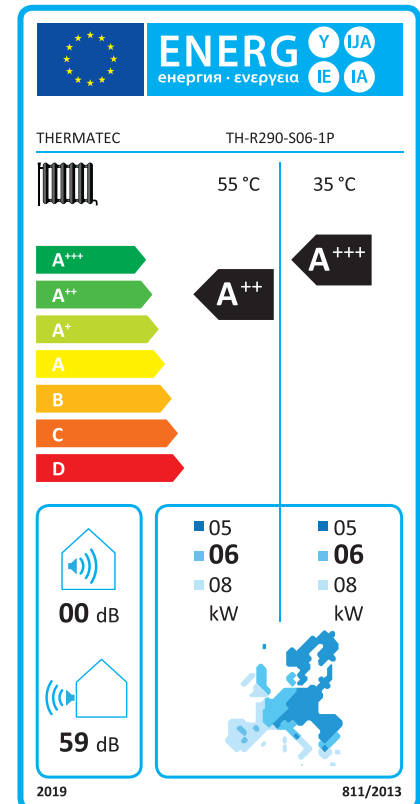 ENERG Y IJA
енергия · ενεργεια IE IA
THERMATEC TH-R290-S06-1P
55 °C 35 °C
A+++
A+++
A++
A++
A+
A
B
C
D
05 05
06 06
08 08
kW kW
00 dB
59 dB
2019 811/2013